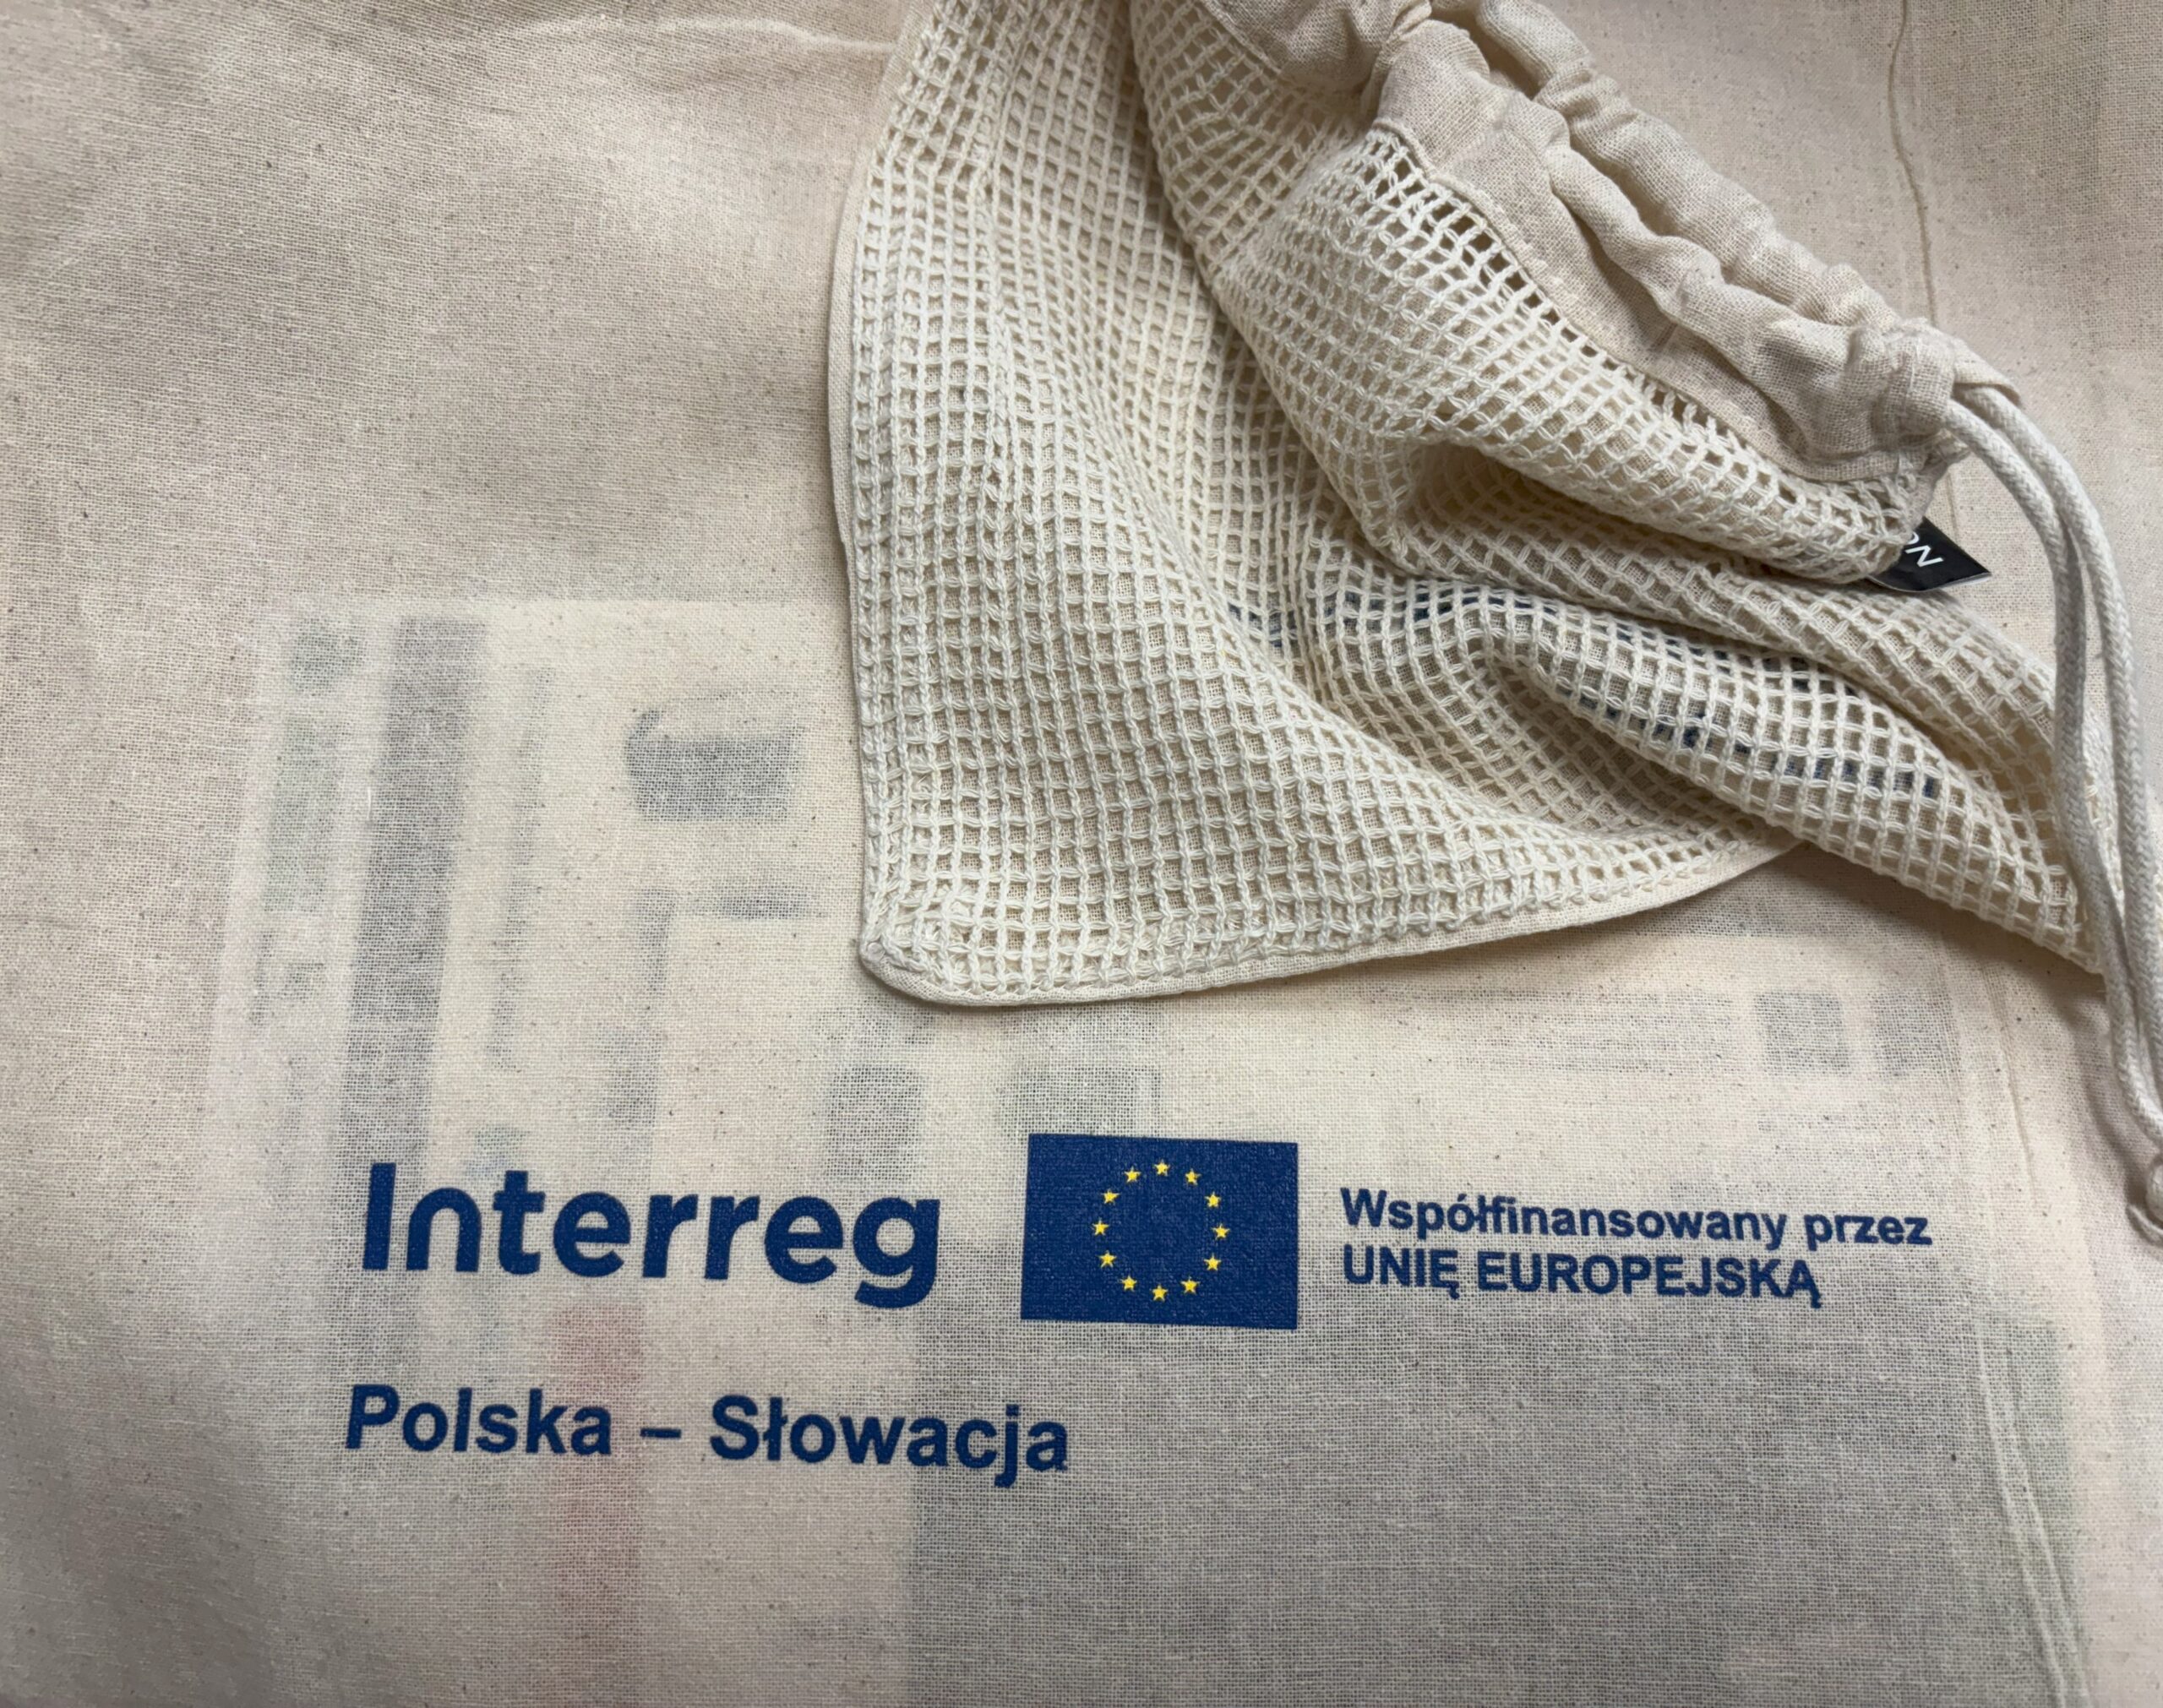 Interreg
Współfinansowany przez
UNIĘ EUROPEJSKĄ
Polska – Słowacja